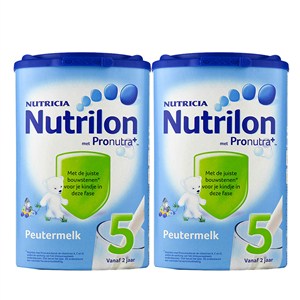 NUTRICIA
Nutrilon
met Pronutra+
Met de juiste
bouwstenen*
voor je kindje in
deze fase
Peutermelk
5
Vanaf 2 jaar
NUTRICIA
Nutrilon
met Pronutra+
Met de juiste
bouwstenen*
voor je kindje in
deze fase
Peutermelk
5
Vanaf 2 jaar